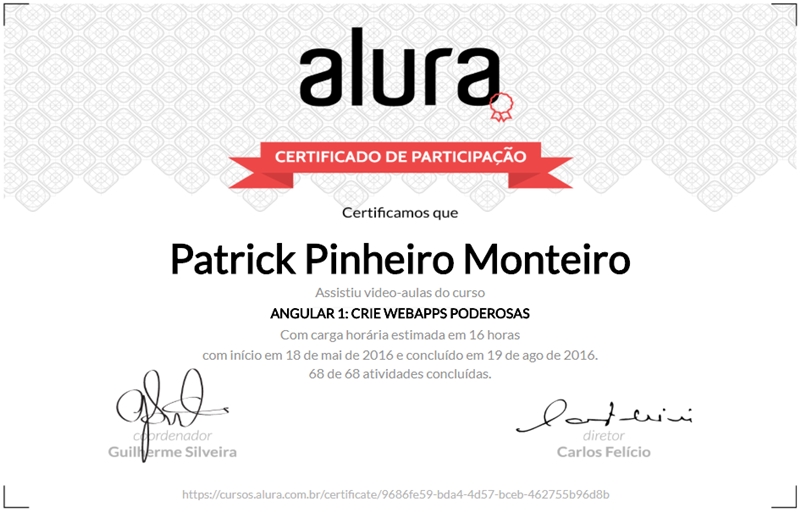 alura
CERTIFICADO DE PARTICIPAÇÃO
Certificamos que
Patrick Pinheiro Monteiro
Assistiu video-aulas do curso
ANGULAR 1: CRIE WEBAPPS PODEROSAS
Com carga horária estimada em 16 horas
com início em 18 de mai de 2016 e concluído em 19 de ago de 2016.
68 de 68 atividades concluídas.
coordenador
Guilherme Silveira
diretor
Carlos Felício
https://cursos.alura.com.br/certificate/9686fe59-bda4-4d57-bceb-462755b96d8b